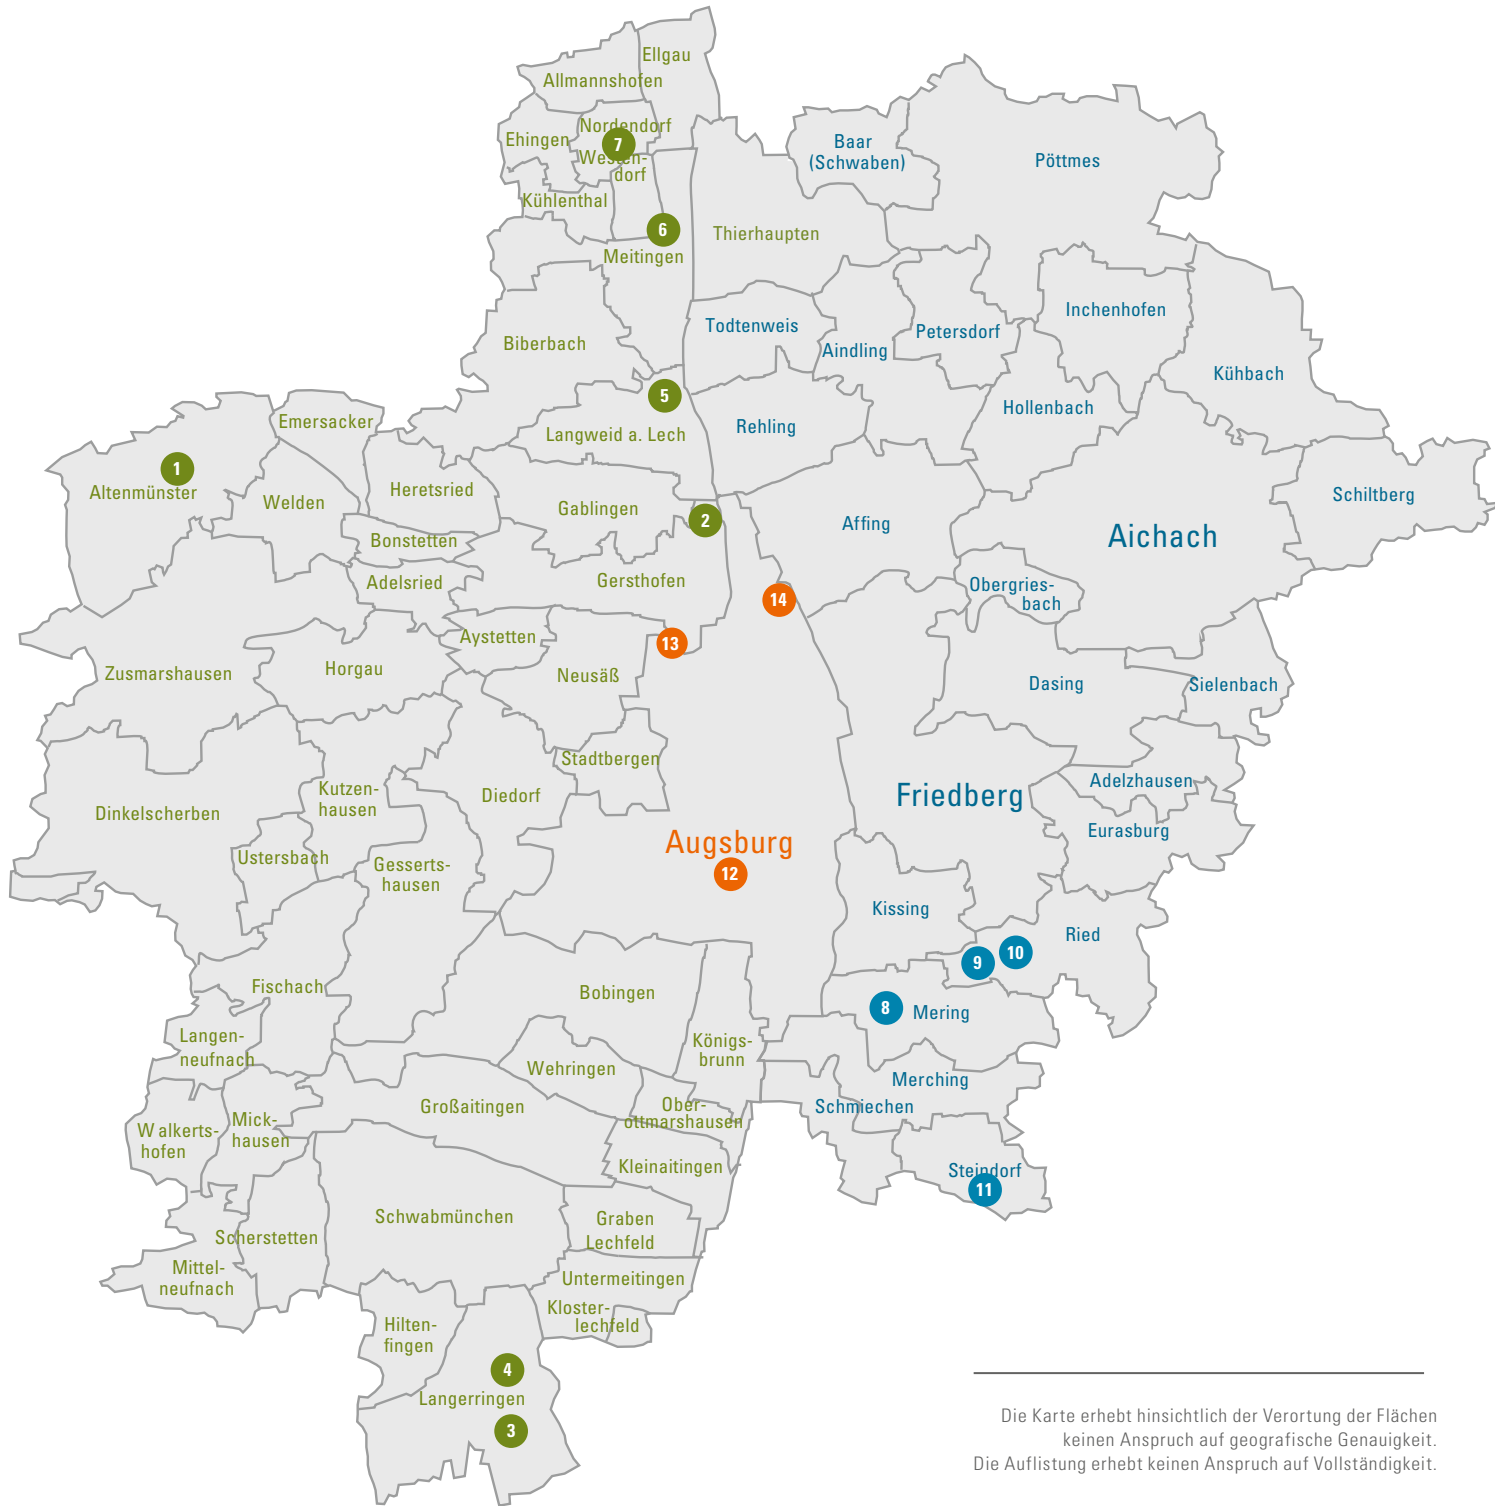 Ellgau
Allmannshofen
Nordendorf
Ehingen
7
Westen-
dorf
Kühlenthal
6
Meitingen
Baar
(Schwaben)
Pöttmes
Thierhaupten
Biberbach
Todtenweis
Aindling
Petersdorf
Inchenhofen
Kühbach
5
Langweid a. Lech
Rehling
Hollenbach
Emersacker
1
Altenmünster
Welden
Heretsried
Gablingen
2
Affing
Aichach
Schiltberg
Bonstetten
Adelsried
Gersthofen
14
Obergries-
bach
Aystetten
13
Zusmarshausen
Horgau
Neusäß
Dasing
Sielenbach
Stadtbergen
Kutzen-
hausen
Diedorf
Friedberg
Adelzhausen
Dinkelscherben
Augsburg
12
Eurasburg
Ustersbach
Gesserts-
hausen
Kissing
Ried
9
10
Fischach
Bobingen
8
Mering
Langen-
neufnach
Königs-
brunn
Wehringen
Merching
Großaitingen
Ober-
ottmarshausen
Schmiechen
Walkerts-
hofen
Mick-
hausen
Kleinaitingen
Steindorf
11
Schwabmünchen
Graben
Lechfeld
Scherstetten
Mittel-
neufnach
Untermeitingen
Kloster-
lechfeld
Hilten-
fingen
4
Langerringen
3
Die Karte erhebt hinsichtlich der Verortung der Flächen
keinen Anspruch auf geografische Genauigkeit.
Die Auflistung erhebt keinen Anspruch auf Vollständigkeit.